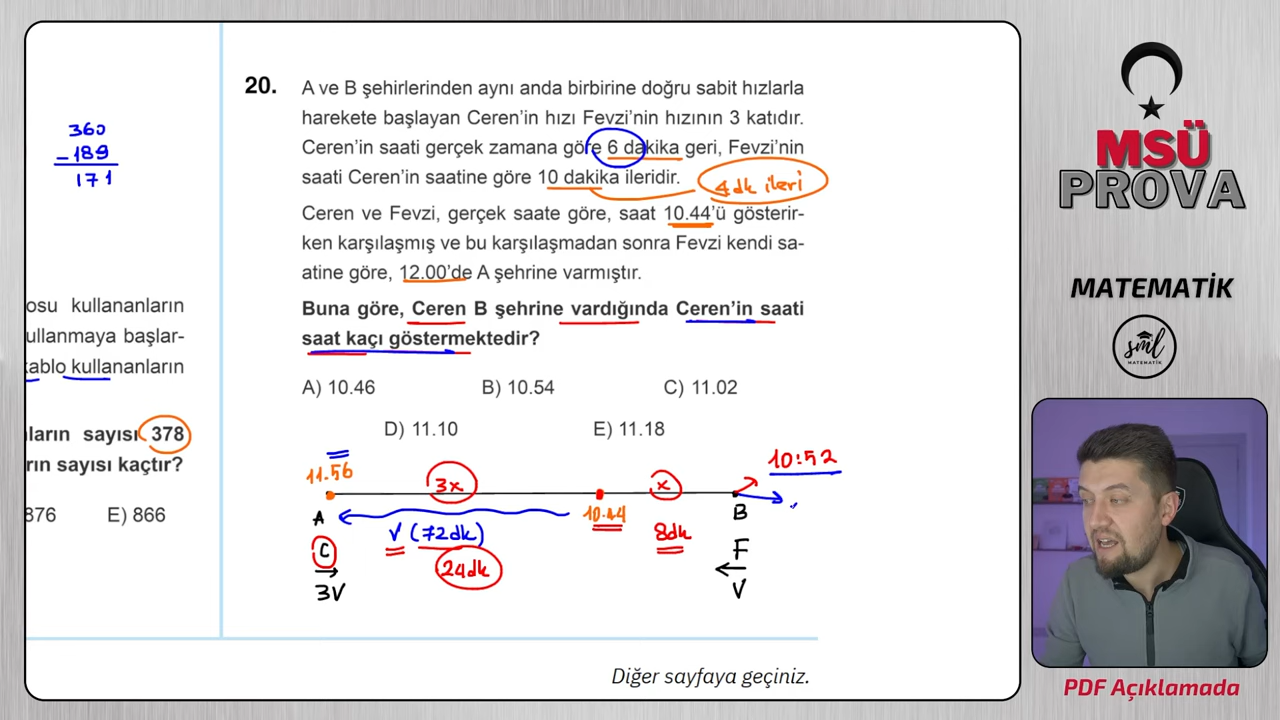 360
-189
171
osu kullananların
ullanmaya başlar-
kablo kullananların
ıların sayısı 378
rın sayısı kaçtır?
876 E) 866
20. A ve B şehirlerinden aynı anda birbirine doğru sabit hızlarla
harekete başlayan Ceren’in hızı Fevzi’nin hızının 3 katıdır.
Ceren’in saati gerçek zamana göre 6 dakika geri, Fevzi’nin
saati Ceren’in saatine göre 10 dakika ileridir. 4dk ileri
Ceren ve Fevzi, gerçek saate göre, saat 10.44’ü gösterir-
ken karşılaşmış ve bu karşılaşmadan sonra Fevzi kendi sa-
atine göre, 12.00’de A şehrine varmıştır.
Buna göre, Ceren B şehrine vardığında Ceren’in saati
saat kaçı göstermektedir?
A) 10.46 B) 10.54 C) 11.02
D) 11.10 E) 11.18
11.56 3x x 10:52
A 10.44 B
V (72dk) 8dk
C 24dk F
3V V
Diğer sayfaya geçiniz.
MSÜ
PROVA
MATEMATİK
sml
MATEMATİK
PDF Açıklamada